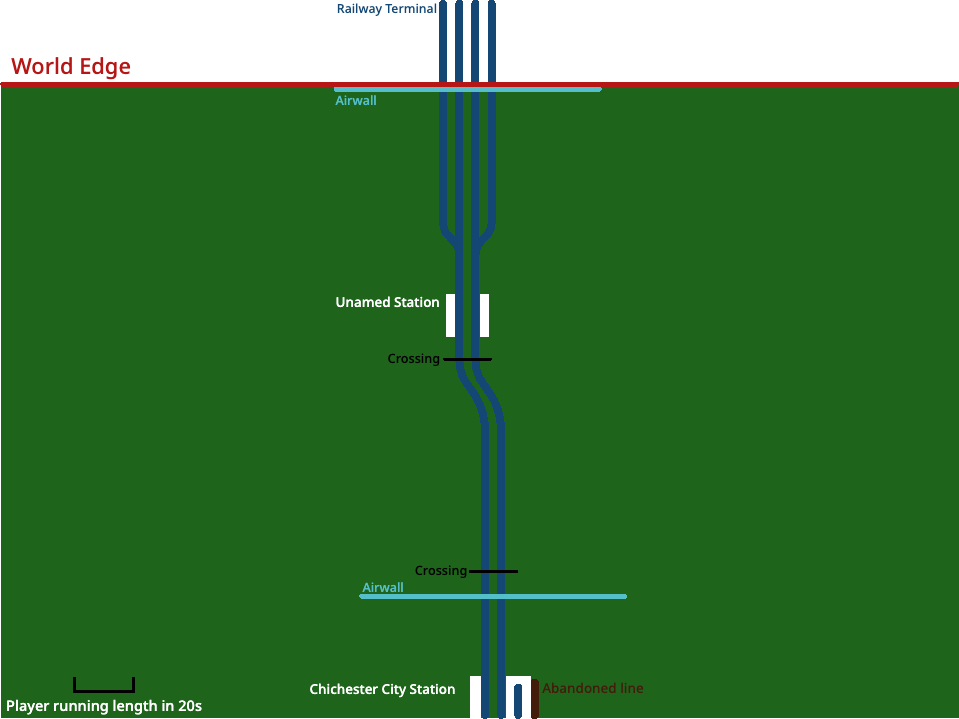 Railway Terminal
World Edge
Airwall
Unamed Station
Crossing
Crossing
Airwall
Chichester City Station
Abandoned line
Player running length in 20s